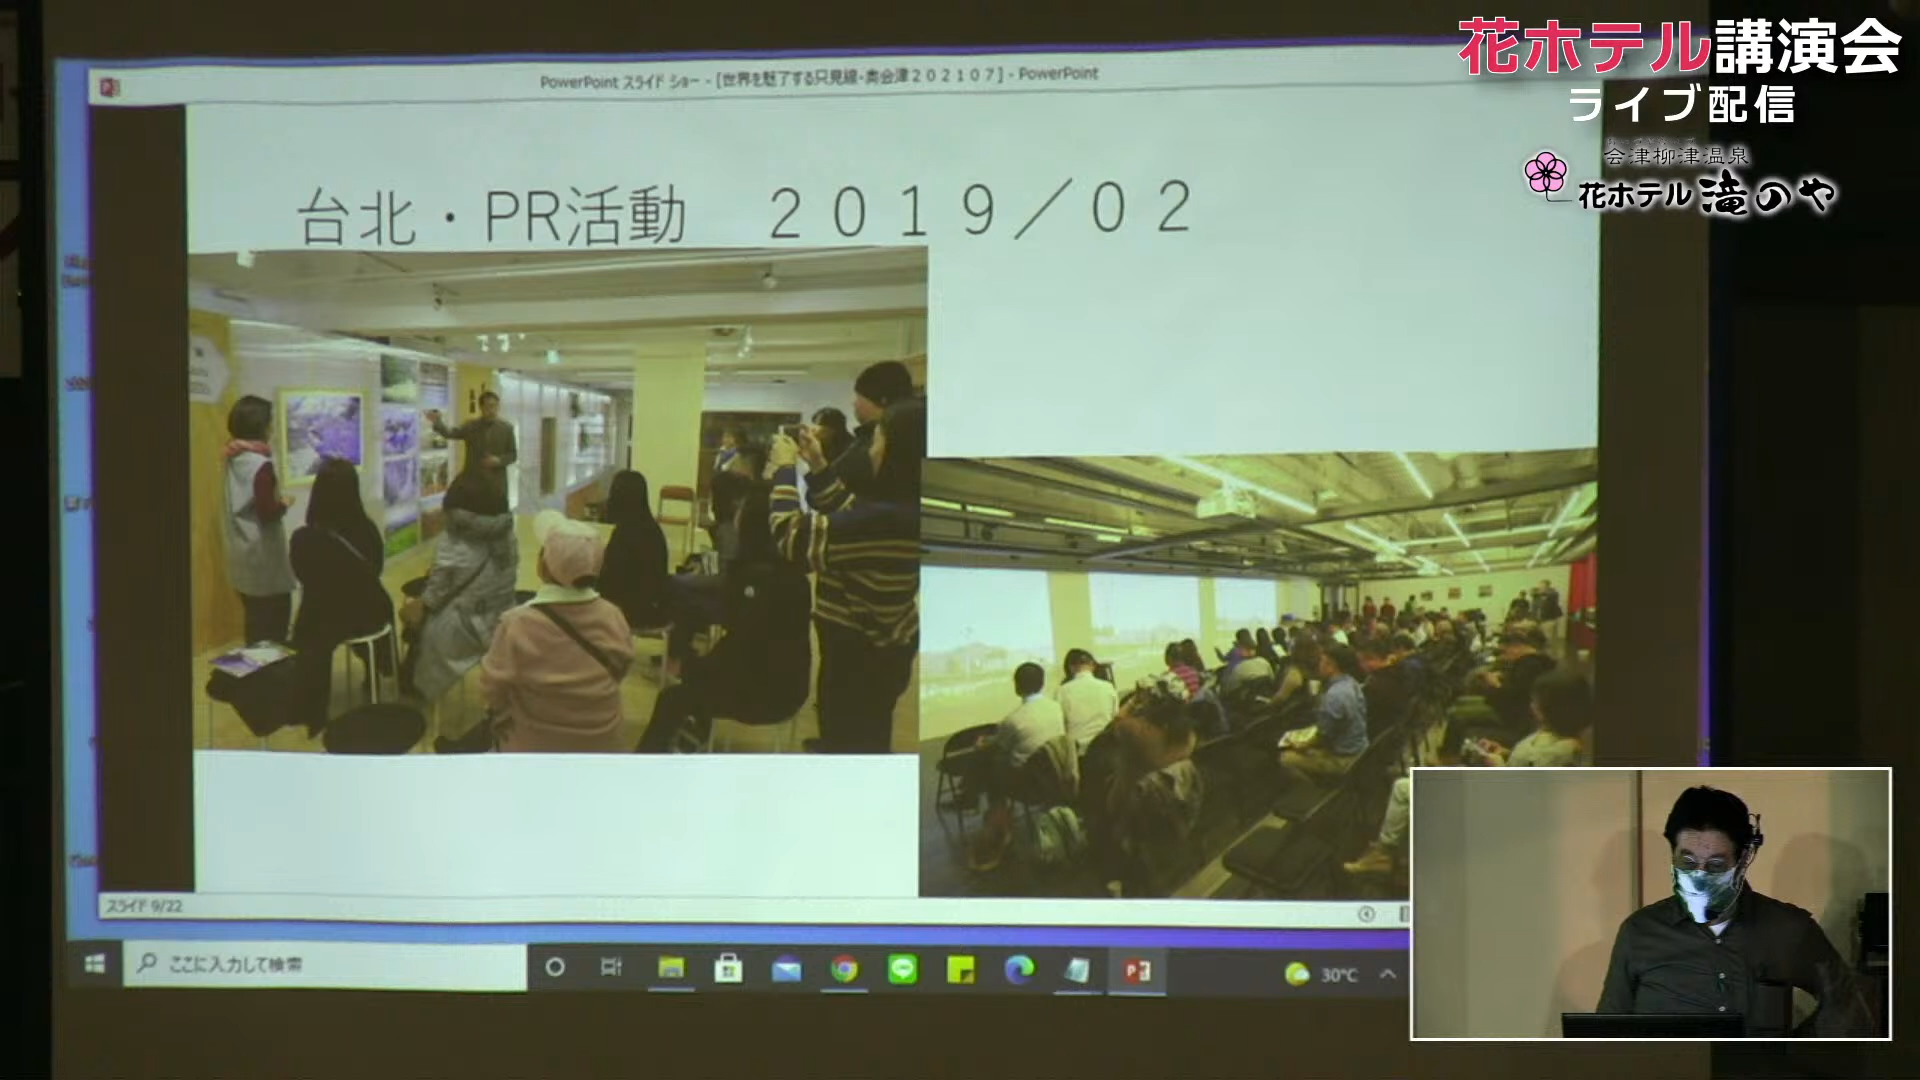 PowerPoint スライド ショー - [世界を魅了する只見線・奥会津２０２１０７] - PowerPoint
花ホテル講演会
ライブ配信
会津柳津温泉
花ホテル 滝のや
台北・PR活動　２０１９／０２
スライド 9/22
ここに入力して検索
30℃